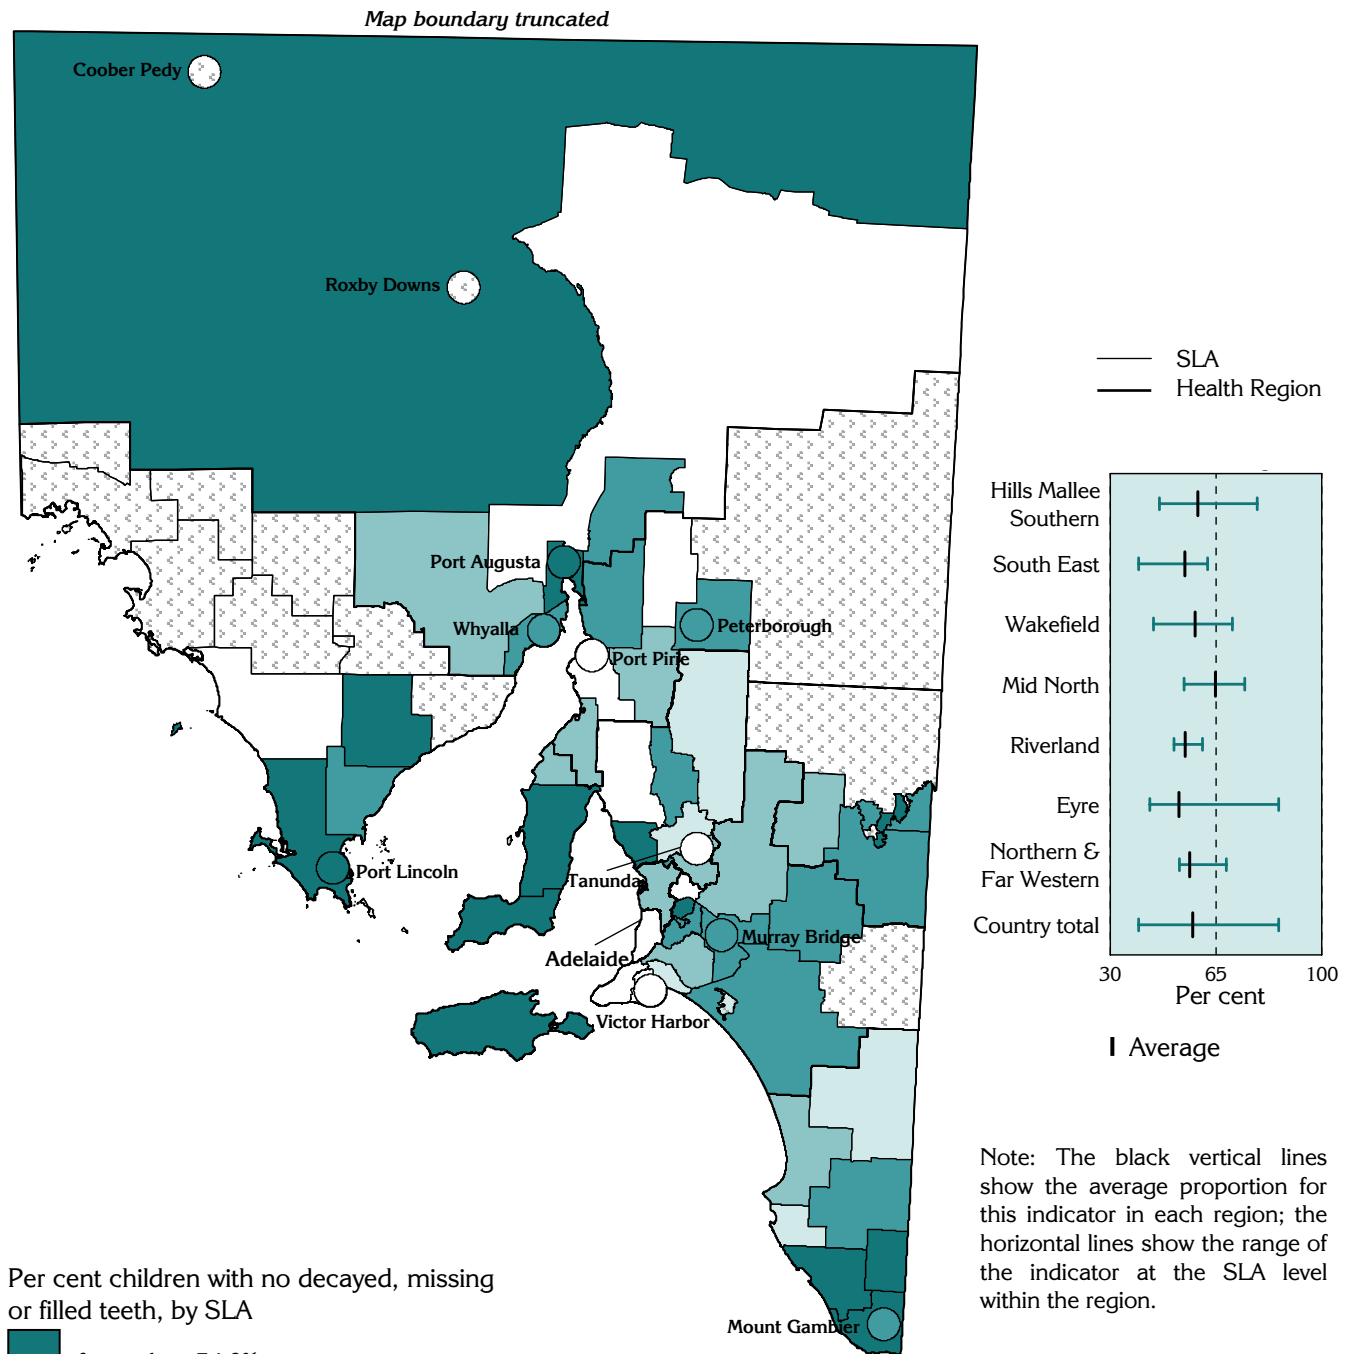 Map boundary truncated
Coober Pedy
Roxby Downs
SLA
Health Region
Port Augusta
Whyalla
Peterborough
Port Pirie
Port Lincoln
Tanunda
Murray Bridge
Adelaide
Victor Harbor
Mount Gambier
Hills Mallee
Southern
South East
Wakefield
Mid North
Riverland
Eyre
Northern &
Far Western
Country total
30 65 100
Per cent
Average
Note: The black vertical lines
show the average proportion for
this indicator in each region; the
horizontal lines show the range of
the indicator at the SLA level
within the region.
Per cent children with no decayed, missing
or filled teeth, by SLA